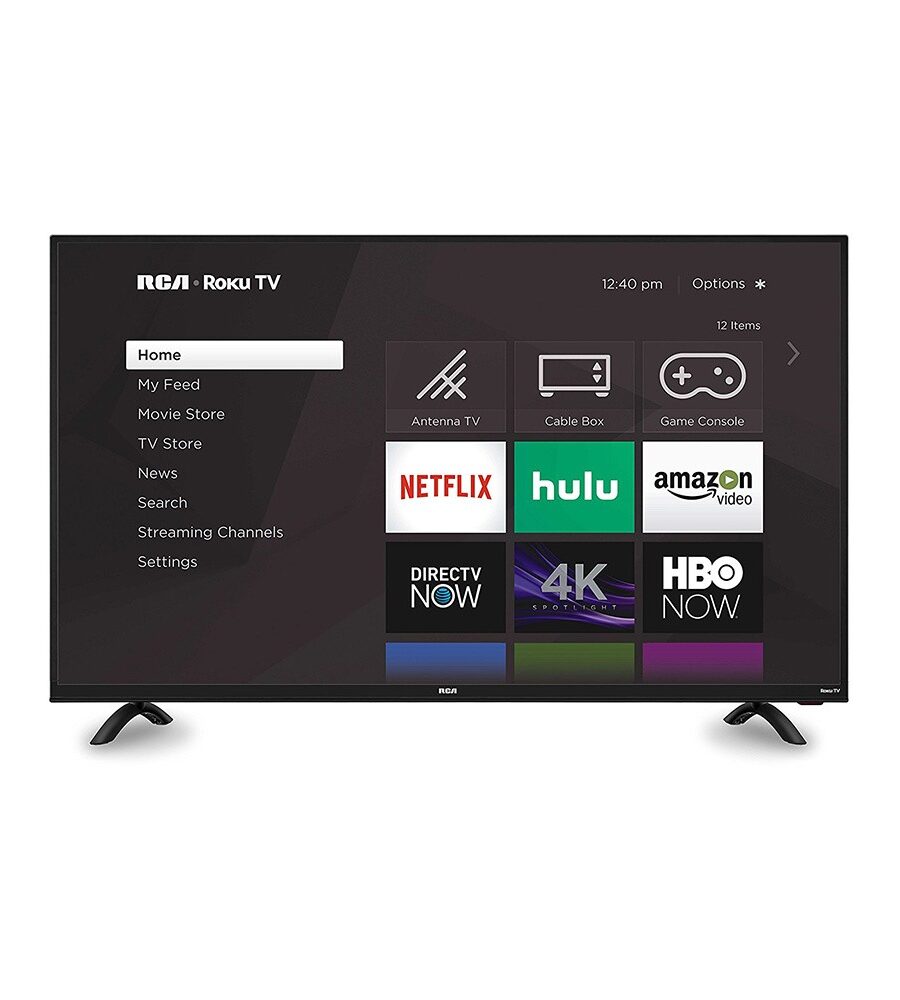 RCA • Roku TV
12:40 pm
Options *
12 Items
Home
My Feed
Movie Store
TV Store
News
Search
Streaming Channels
Settings
Antenna TV
Cable Box
Game Console
NETFLIX
hulu
amazon
video
DIRECTV
NOW
4K
SPOTLIGHT
HBO
NOW
RCA
Roku TV